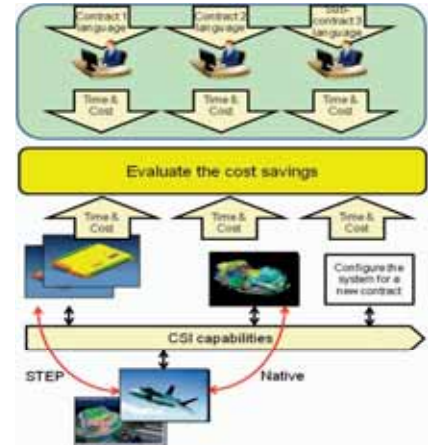 Contract 1
language
Contract 2
language
Sub-
contract 3
language
Time &
Cost
Time &
Cost
Time &
Cost
Evaluate the cost savings
Time &
Cost
Time &
Cost
Time &
Cost
Configure the
system for a
new contract
CSI capabilities
STEP
Native